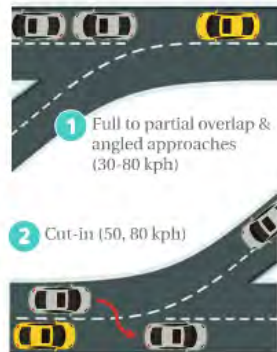 1 Full to partial overlap &
angled approaches
(30-80 kph)
2 Cut-in (50, 80 kph)